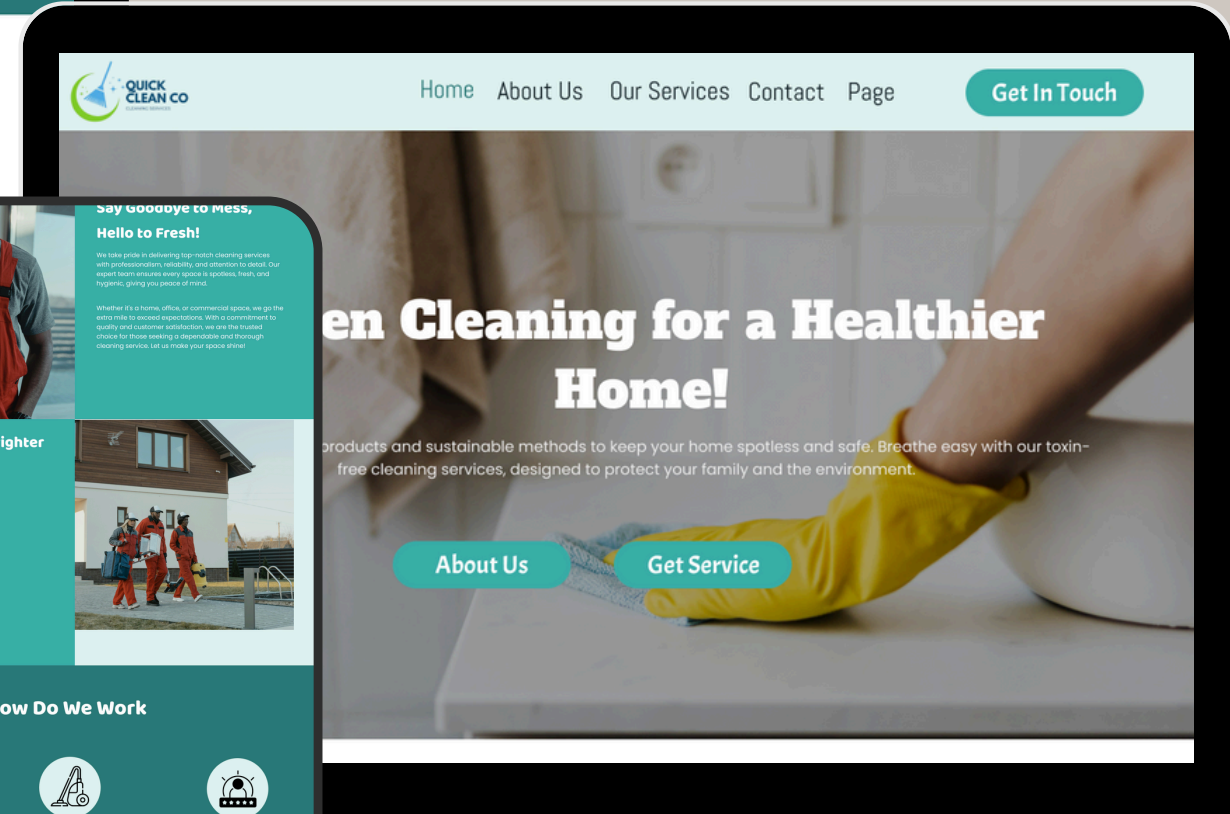 QUICK
CLEAN CO
CLEANING SERVICES
Home About Us Our Services Contact Page
Get In Touch
en Cleaning for a Healthier
Home!
products and sustainable methods to keep your home spotless and safe. Breathe easy with our toxin-
free cleaning services, designed to protect your family and the environment.
About Us
Get Service
Say Goodbye to Mess,
Hello to Fresh!
We take pride in delivering top-notch cleaning services
with professionalism, reliability, and attention to detail. Our
expert team ensures every space is spotless, fresh, and
hygienic, giving you peace of mind.
Whether it's a home, office, or commercial space, we go the
extra mile to exceed expectations. With a commitment to
quality and customer satisfaction, we are the trusted
choice for those seeking a dependable and thorough
cleaning service. Let us make your space shine!
ighter
ow Do We Work